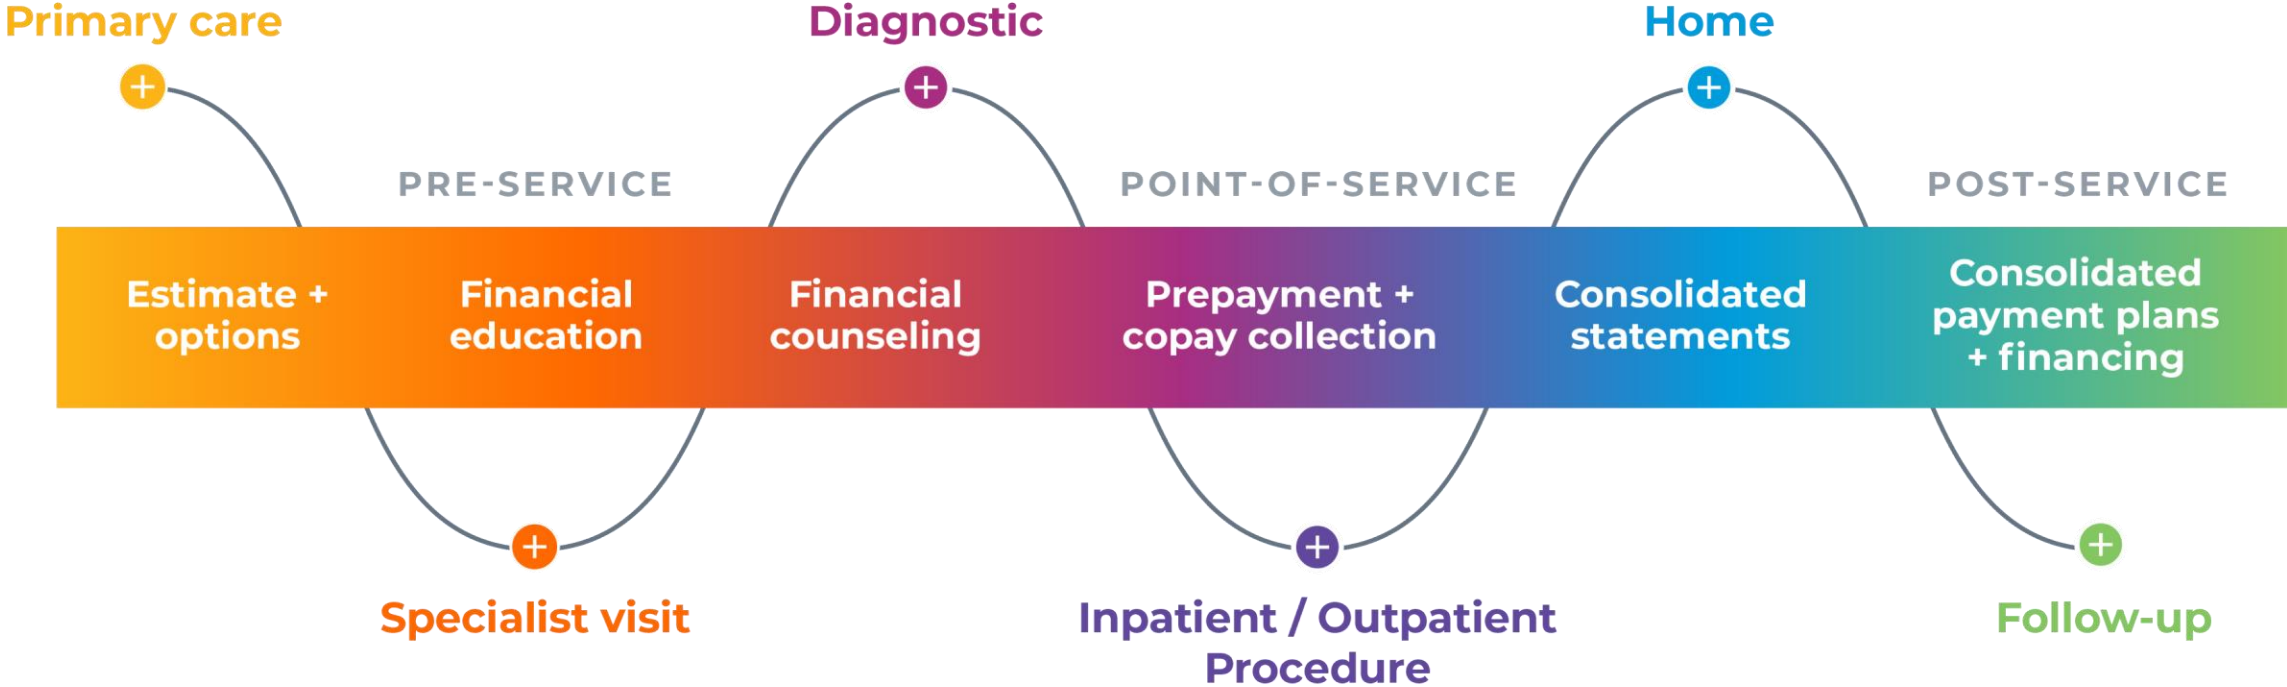 Primary care
Diagnostic
Home
PRE-SERVICE
POINT-OF-SERVICE
POST-SERVICE
Estimate +
options
Financial
education
Financial
counseling
Prepayment +
copay collection
Consolidated
statements
Consolidated
payment plans
+ financing
Specialist visit
Inpatient / Outpatient
Procedure
Follow-up